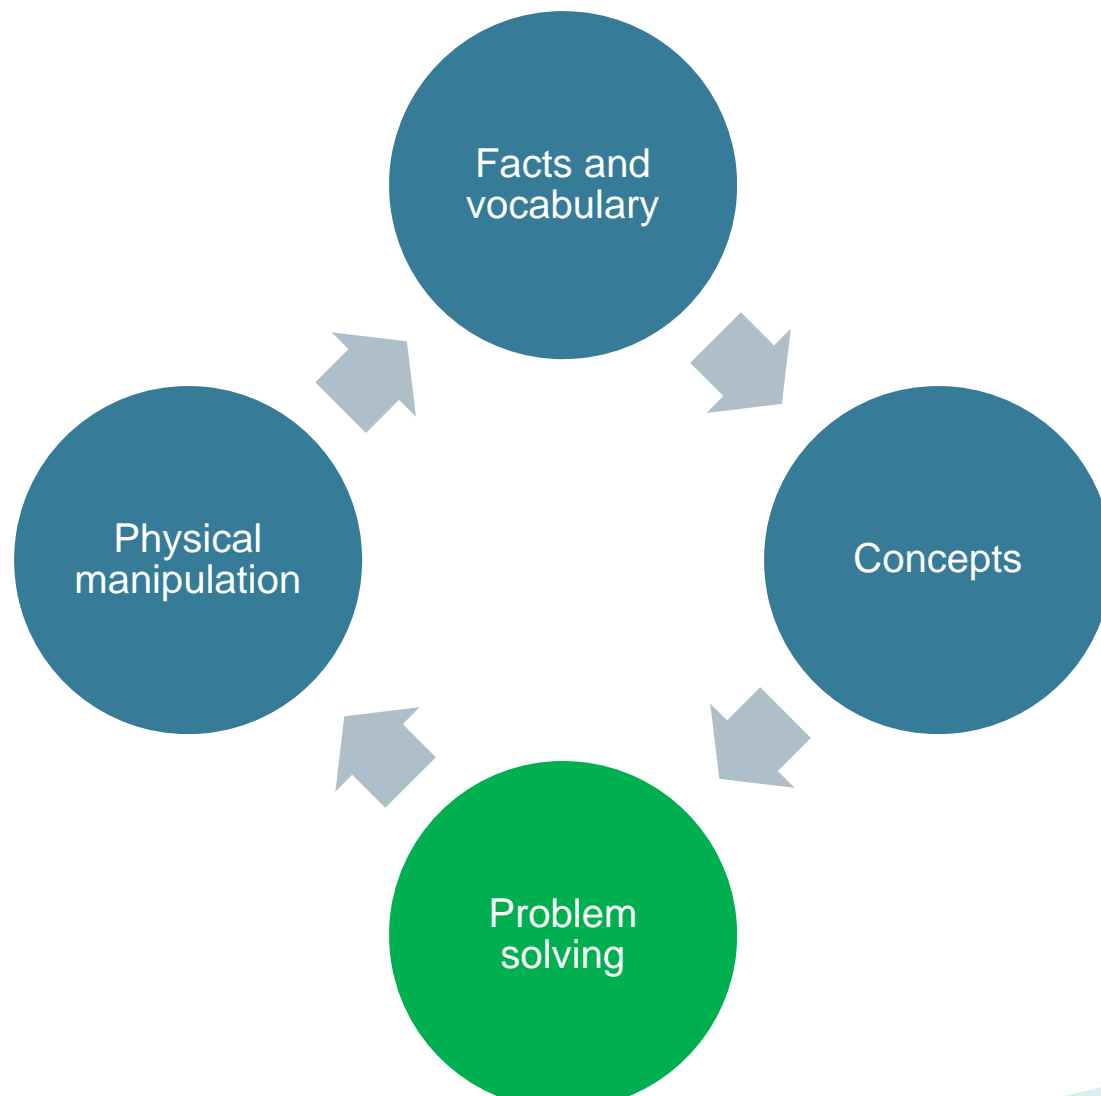 Facts and
vocabulary
Physical
manipulation
Concepts
Problem
solving